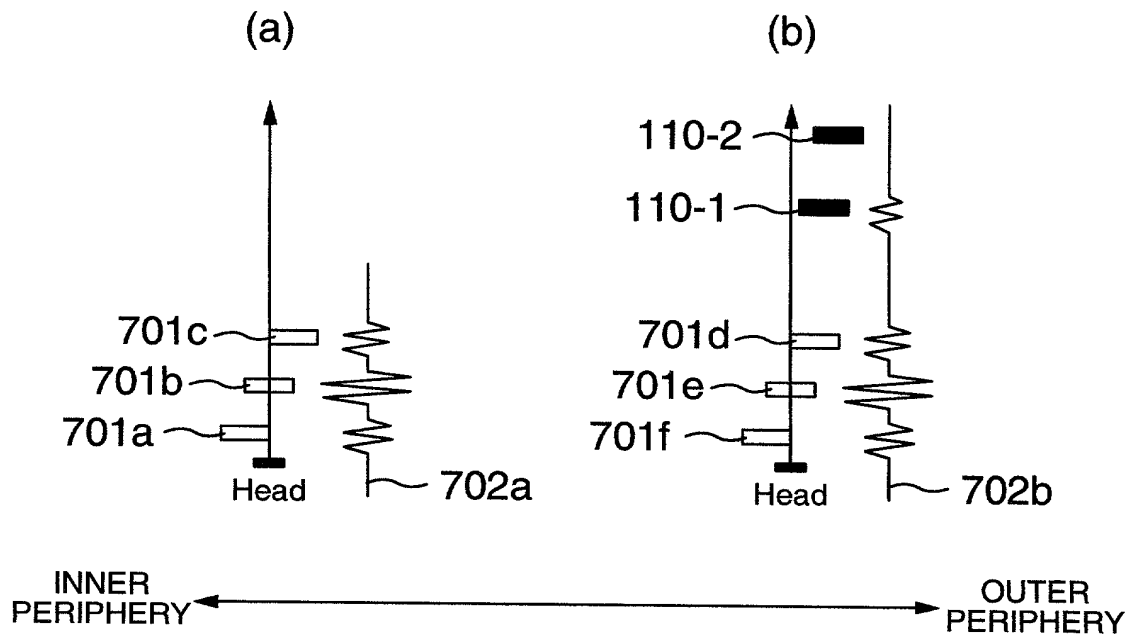 (a)
(b)
110-2
110-1
701c
701b
701a
701d
701e
701f
Head
702a
Head
702b
INNER
PERIPHERY
OUTER
PERIPHERY